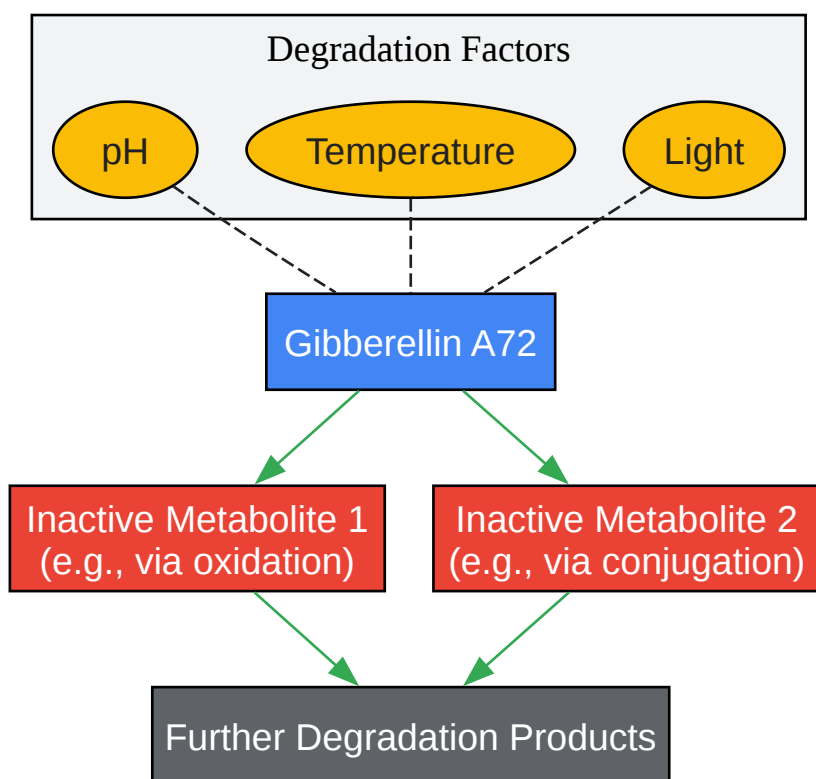 Degradation Factors
pH
Temperature
Light
Gibberellin A72
Inactive Metabolite 1
(e.g., via oxidation)
Inactive Metabolite 2
(e.g., via conjugation)
Further Degradation Products